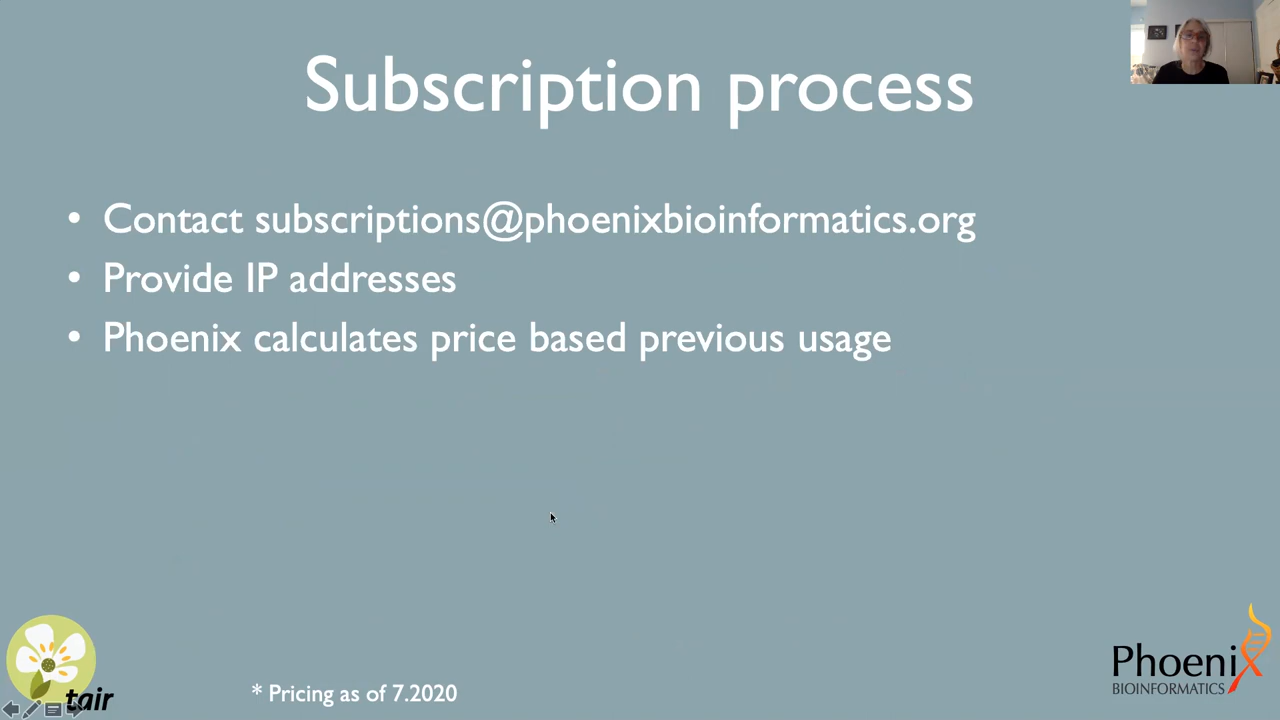 Subscription process
• Contact subscriptions@phoenixbioinformatics.org
• Provide IP addresses
• Phoenix calculates price based previous usage
tair
* Pricing as of 7.2020
Phoenix
BIOINFORMATICS